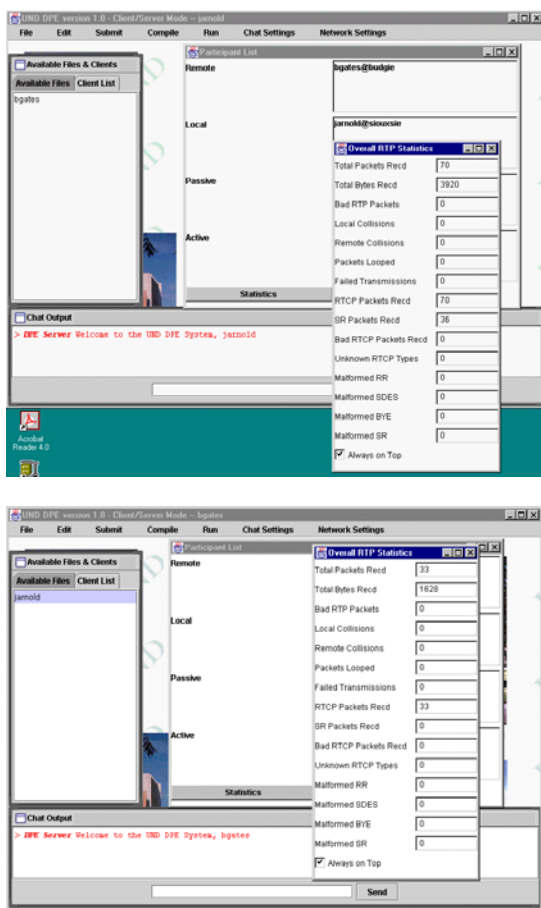 UND DPE version 1.0 - Client/Server Mode -- jarnold
File Edit Submit Compile Run Chat Settings Network Settings
Available Files & Clients
Available Files Client List
bgates
Participant List
Remote
bgates@budgie
Local
jarnold@siouxsie
Passive
Active
Statistics
Overall RTP Statistics
Total Packets Recd 70
Total Bytes Recd 3920
Bad RTP Packets 0
Local Collisions 0
Remote Collisions 0
Packets Looped 0
Failed Transmissions 0
RTCP Packets Recd 70
SR Packets Recd 36
Bad RTCP Packets Recd 0
Unknown RTCP Types 0
Malformed RR 0
Malformed SDES 0
Malformed BYE 0
Malformed SR 0
Always on Top
Chat Output
> DPE Server Welcome to the UND DPE System, jarnold
Acrobat
Reader 4.0
UND DPE version 1.0 - Client/Server Mode -- bgates
File Edit Submit Compile Run Chat Settings Network Settings
Available Files & Clients
Available Files Client List
jarnold
Participant List
Remote
Local
Passive
Active
Statistics
Overall RTP Statistics
Total Packets Recd 33
Total Bytes Recd 1628
Bad RTP Packets 0
Local Collisions 0
Remote Collisions 0
Packets Looped 0
Failed Transmissions 0
RTCP Packets Recd 33
SR Packets Recd 0
Bad RTCP Packets Recd 0
Unknown RTCP Types 0
Malformed RR 0
Malformed SDES 0
Malformed BYE 0
Malformed SR 0
Always on Top
Chat Output
> DPE Server Welcome to the UND DPE System, bgates
Send